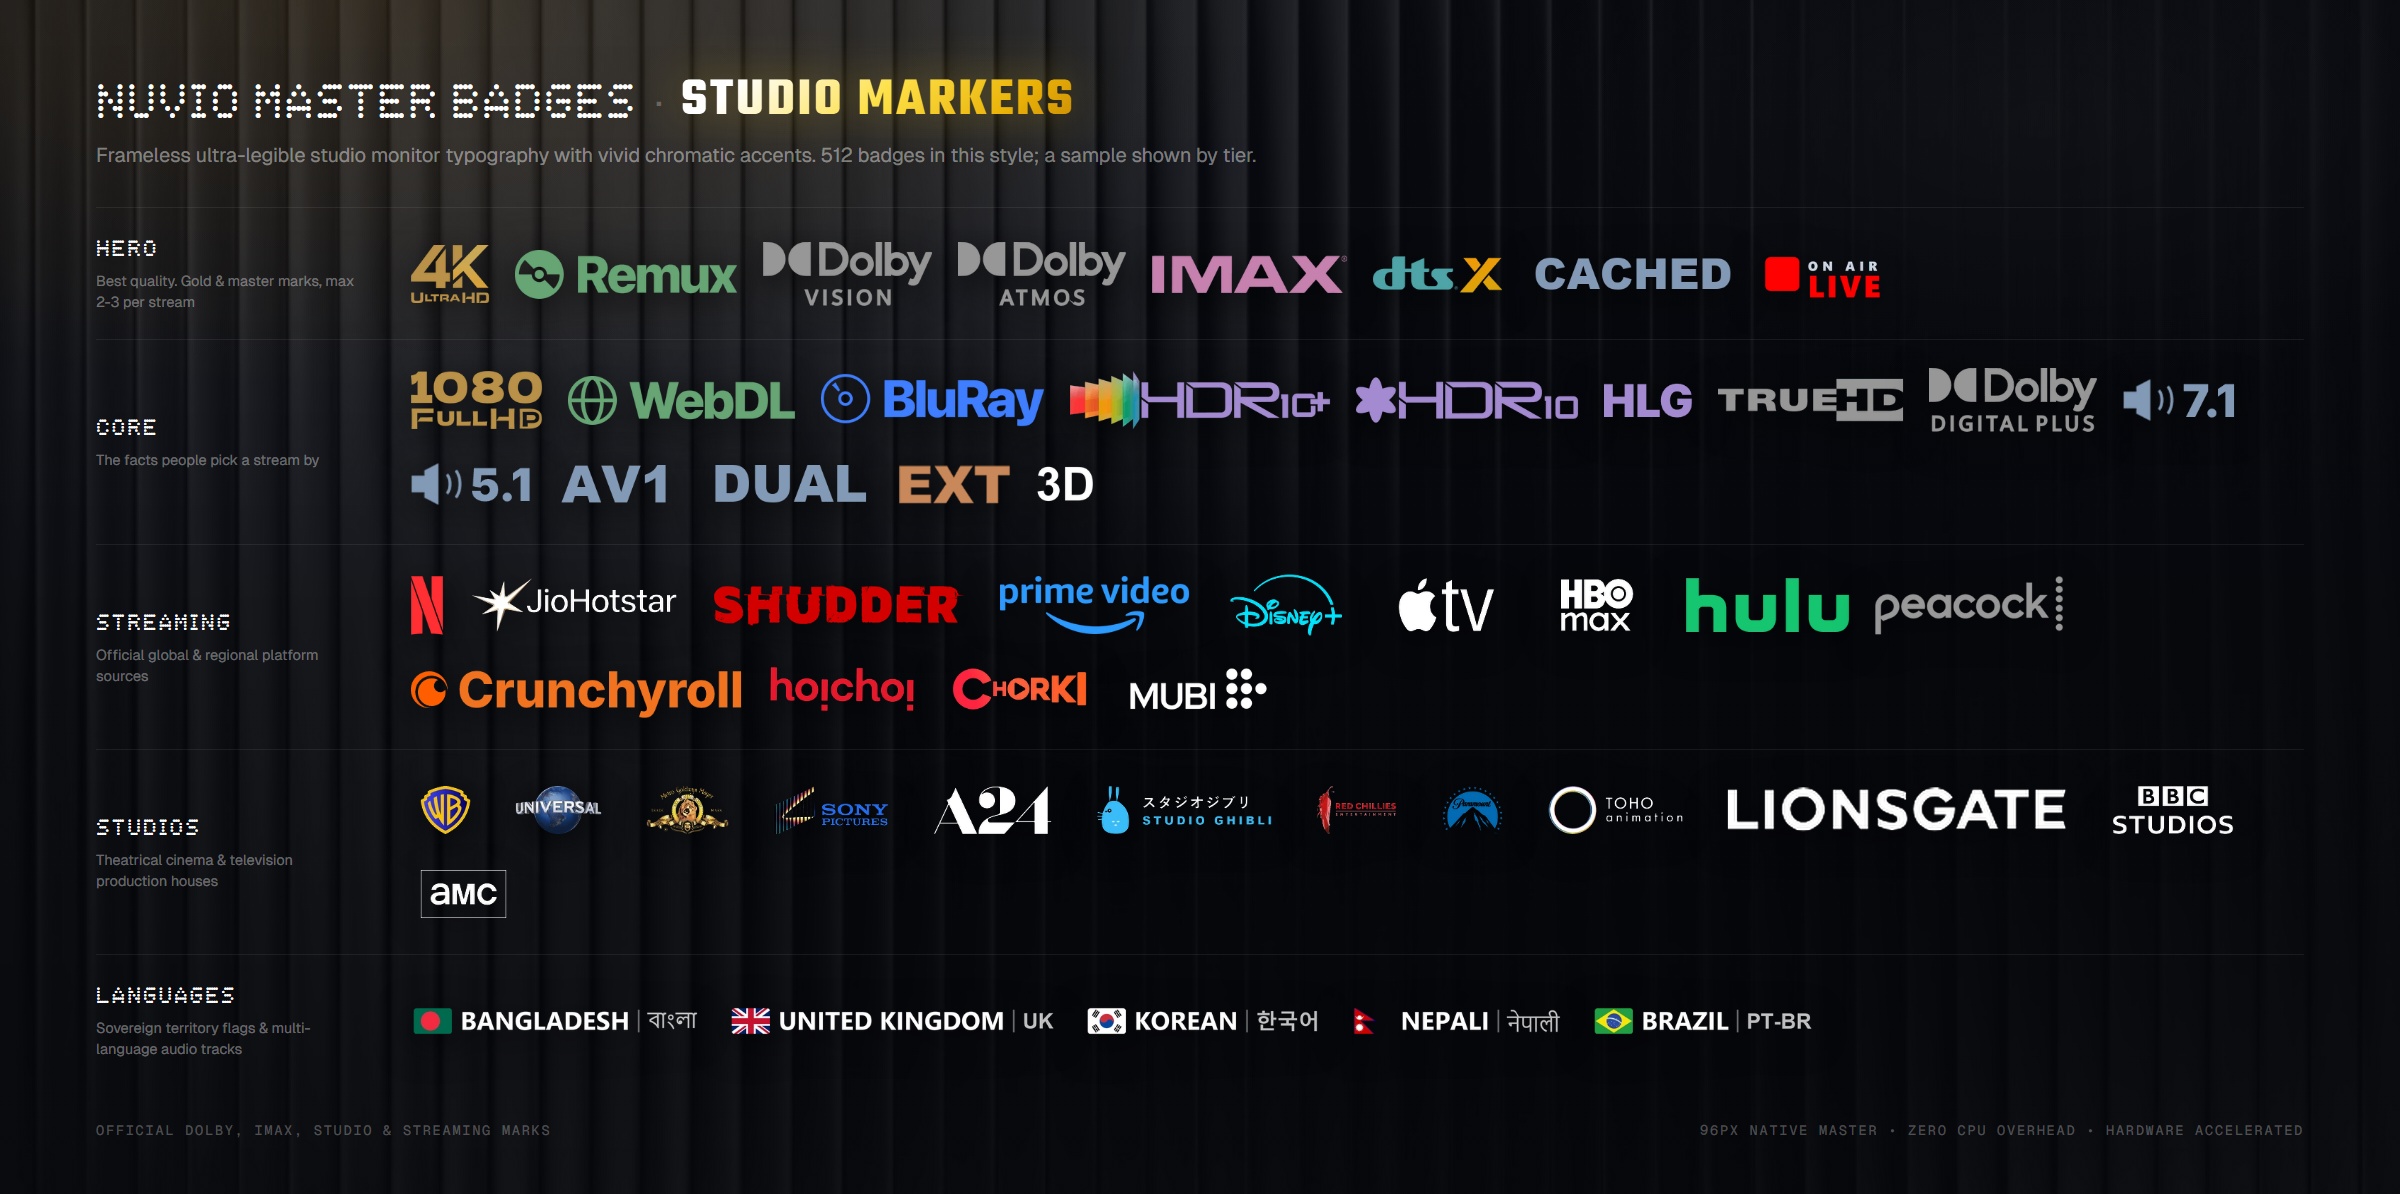 NUVIO MASTER BADGES · STUDIO MARKERS
Frameless ultra-legible studio monitor typography with vivid chromatic accents. 512 badges in this style; a sample shown by tier.
HERO
Best quality. Gold & master marks, max
2-3 per stream
4K ULTRA HD Remux Dolby VISION Dolby ATMOS IMAX® dts X CACHED ON AIR LIVE
CORE
The facts people pick a stream by
1080 FULL HD WebDL BluRay HDR10+ HDR10 HLG TRUEHD Dolby DIGITAL PLUS 7.1
5.1 AV1 DUAL EXT 3D
STREAMING
Official global & regional platform
sources
N JioHotstar SHUDDER prime video Disney+ tv HBO max hulu peacock
Crunchyroll hoichoi CHORKI MUBI
STUDIOS
Theatrical cinema & television
production houses
WB UNIVERSAL SONY PICTURES A24 スタジオジブリ STUDIO GHIBLI RED CHILLIES ENTERTAINMENT Paramount TOHO animation LIONSGATE BBC STUDIOS
aMC
LANGUAGES
Sovereign territory flags & multi-
language audio tracks
BANGLADESH | বাংলা UNITED KINGDOM | UK KOREAN | 한국어 NEPALI | नेपाली BRAZIL | PT-BR
OFFICIAL DOLBY, IMAX, STUDIO & STREAMING MARKS
96PX NATIVE MASTER • ZERO CPU OVERHEAD • HARDWARE ACCELERATED